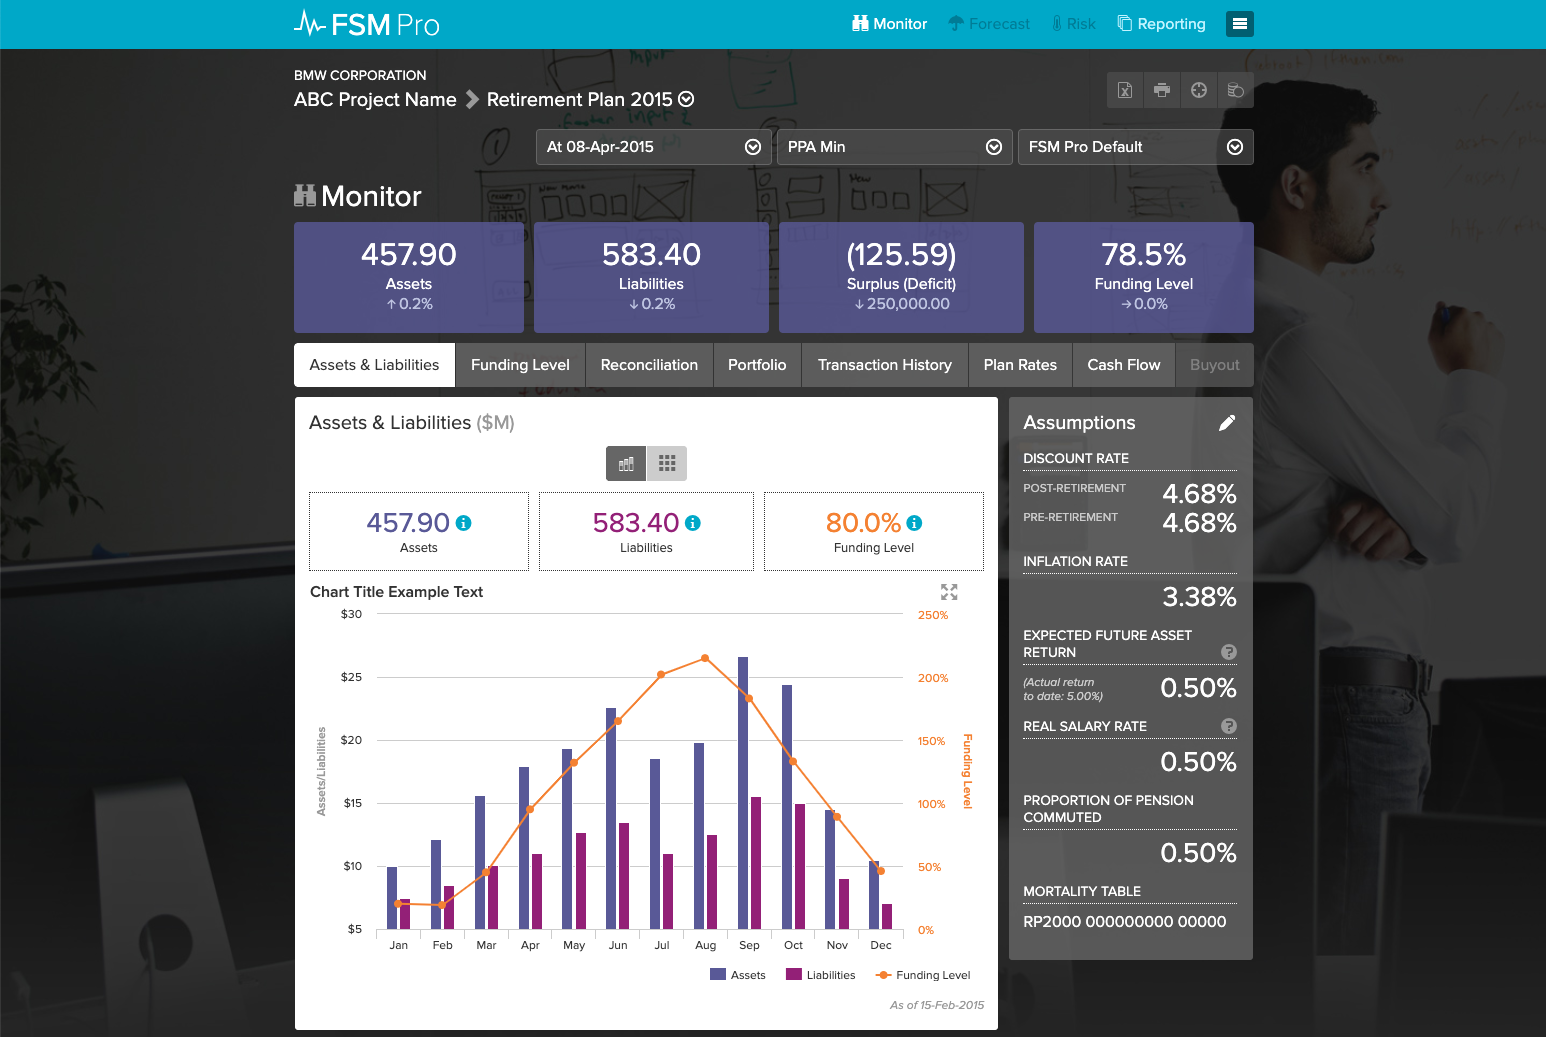 FSM Pro
Monitor
Forecast
Risk
Reporting
BMW CORPORATION
ABC Project Name
Retirement Plan 2015
At 08-Apr-2015
PPA Min
FSM Pro Default
Monitor
457.90
Assets
↑ 0.2%
583.40
Liabilities
↓ 0.2%
(125.59)
Surplus (Deficit)
↓ 250,000.00
78.5%
Funding Level
→ 0.0%
Assets & Liabilities
Funding Level
Reconciliation
Portfolio
Transaction History
Plan Rates
Cash Flow
Buyout
Assets & Liabilities ($M)
457.90
Assets
583.40
Liabilities
80.0%
Funding Level
Chart Title Example Text
$30
$25
$20
$15
$10
$5
Assets/Liabilities
250%
200%
150%
100%
50%
0%
Funding Level
Jan
Feb
Mar
Apr
May
Jun
Jul
Aug
Sep
Oct
Nov
Dec
Assets
Liabilities
Funding Level
As of 15-Feb-2015
Assumptions
DISCOUNT RATE
POST-RETIREMENT
4.68%
PRE-RETIREMENT
4.68%
INFLATION RATE
3.38%
EXPECTED FUTURE ASSET
RETURN
(Actual return
to date: 5.00%)
0.50%
REAL SALARY RATE
0.50%
PROPORTION OF PENSION
COMMUTED
0.50%
MORTALITY TABLE
RP2000 000000000 00000